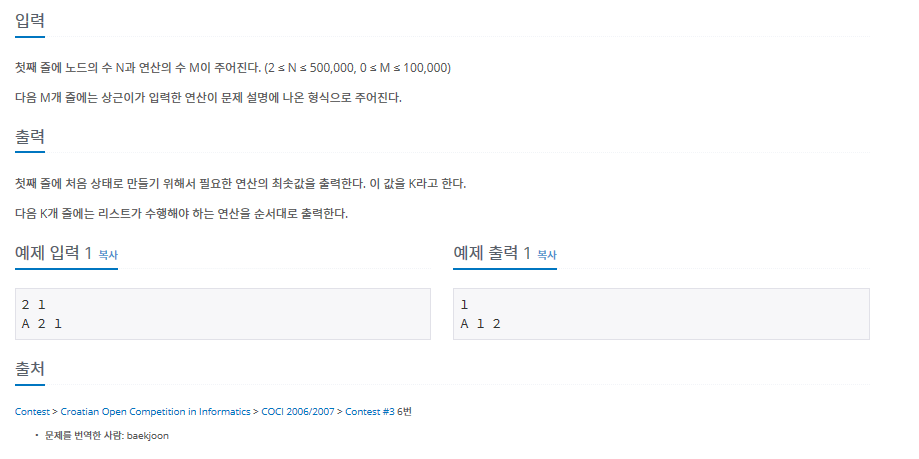 입력
첫째 줄에 노드의 수 N과 연산의 수 M이 주어진다. (2 ≤ N ≤ 500,000, 0 ≤ M ≤ 100,000)
다음 M개 줄에는 상근이가 입력한 연산이 문제 설명에 나온 형식으로 주어진다.
출력
첫째 줄에 처음 상태로 만들기 위해서 필요한 연산의 최솟값을 출력한다. 이 값을 K라고 한다.
다음 K개 줄에는 리스트가 수행해야 하는 연산을 순서대로 출력한다.
예제 입력 1 복사
2 1
A 2 1
예제 출력 1 복사
1
A 1 2
출처
Contest > Croatian Open Competition in Informatics > COCI 2006/2007 > Contest #3 6번
• 문제를 번역한 사람: baekjoon